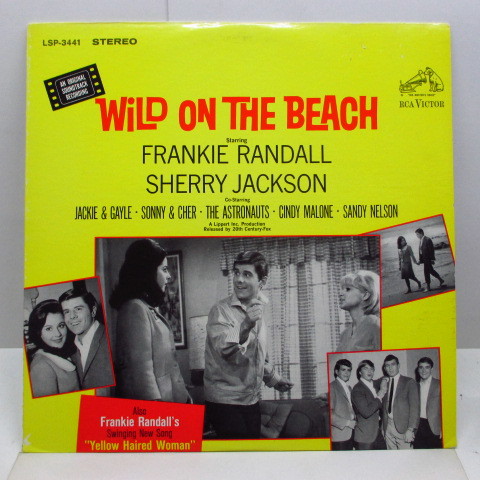 LSP-3441 STEREO
AN ORIGINAL
SOUNDTRACK
RECORDING
RCA VICTOR
WiLD ON THE BEACH
Starring
FRANKIE RANDALL
SHERRY JACKSON
Co-Starring
JACKIE & GAYLE · SONNY & CHER · THE ASTRONAUTS · CINDY MALONE · SANDY NELSON
A Lippert Inc. Production
Released by 20th Century-Fox
Also
Frankie Randall's
Swinging New Song
"Yellow Haired Woman"